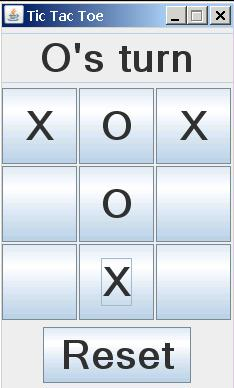 Tic Tac Toe
O's turn
X O X
O
X
Reset